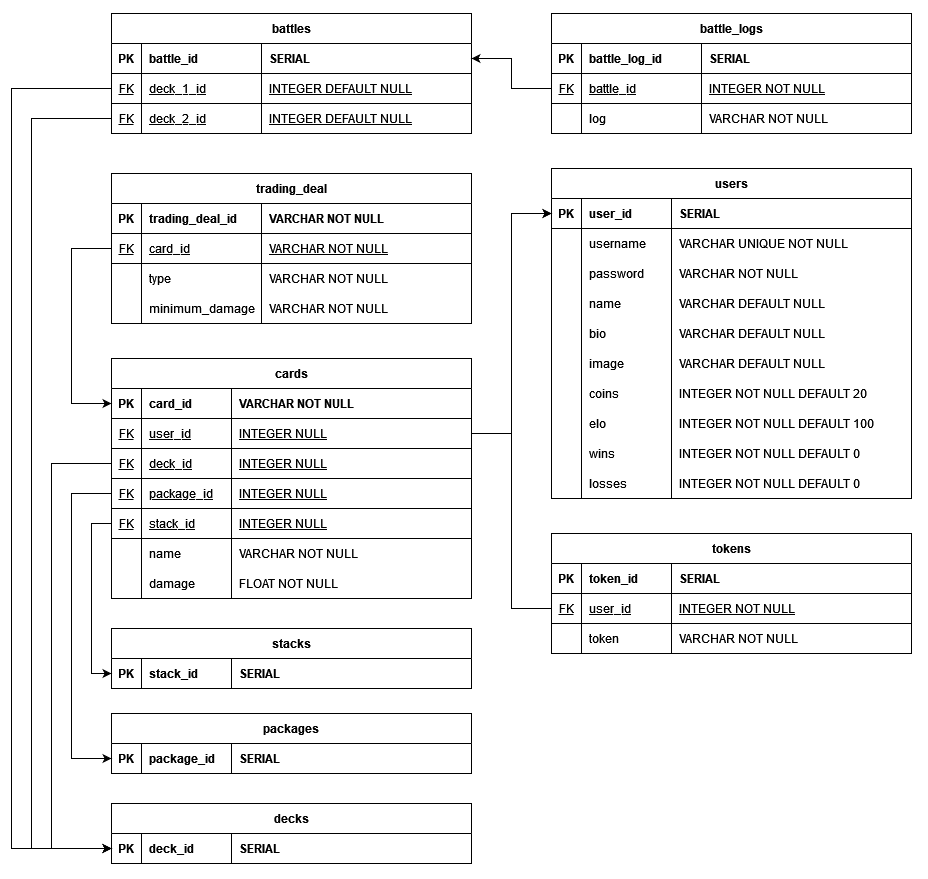 battles
PK battle_id SERIAL
FK deck_1_id INTEGER DEFAULT NULL
FK deck_2_id INTEGER DEFAULT NULL
battle_logs
PK battle_log_id SERIAL
FK battle_id INTEGER NOT NULL
log VARCHAR NOT NULL
trading_deal
PK trading_deal_id VARCHAR NOT NULL
FK card_id VARCHAR NOT NULL
type VARCHAR NOT NULL
minimum_damage VARCHAR NOT NULL
users
PK user_id SERIAL
username VARCHAR UNIQUE NOT NULL
password VARCHAR NOT NULL
name VARCHAR DEFAULT NULL
bio VARCHAR DEFAULT NULL
image VARCHAR DEFAULT NULL
coins INTEGER NOT NULL DEFAULT 20
elo INTEGER NOT NULL DEFAULT 100
wins INTEGER NOT NULL DEFAULT 0
losses INTEGER NOT NULL DEFAULT 0
cards
PK card_id VARCHAR NOT NULL
FK user_id INTEGER NULL
FK deck_id INTEGER NULL
FK package_id INTEGER NULL
FK stack_id INTEGER NULL
name VARCHAR NOT NULL
damage FLOAT NOT NULL
tokens
PK token_id SERIAL
FK user_id INTEGER NOT NULL
token VARCHAR NOT NULL
stacks
PK stack_id SERIAL
packages
PK package_id SERIAL
decks
PK deck_id SERIAL